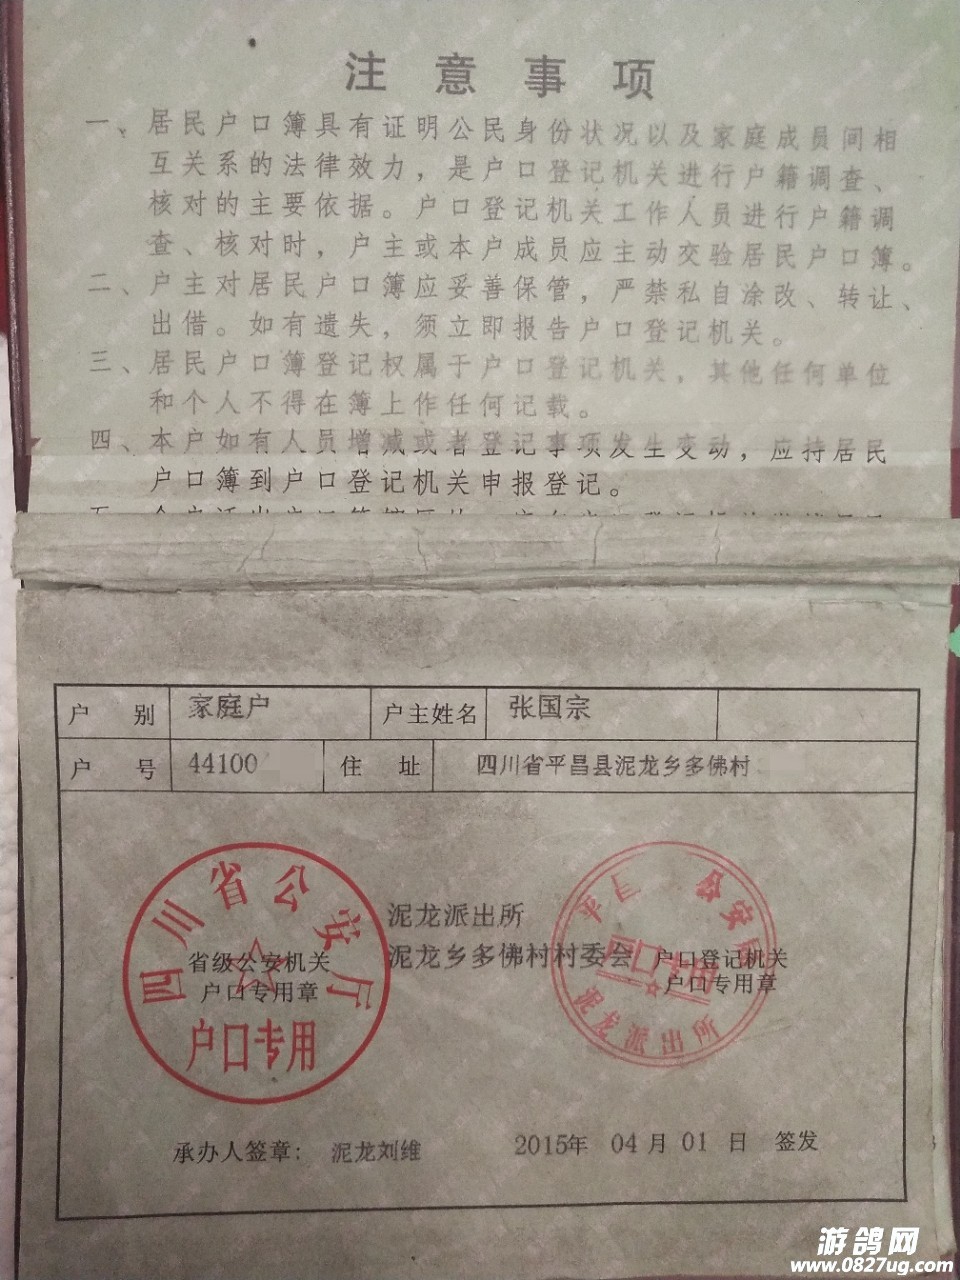 注意事项
一、居民户口簿具有证明公民身份状况以及家庭成员间相
互关系的法律效力，是户口登记机关进行户籍调查、
核对的主要依据。户口登记机关工作人员进行户籍调
查、核对时，户主或本户成员应主动交验居民户口簿。
二、户主对居民户口簿应妥善保管，严禁私自涂改、转让、
出借。如有遗失，须立即报告户口登记机关。
三、居民户口簿登记权属于户口登记机关，其他任何单位
和个人不得在簿上作任何记载。
四、本户如有人员增减或者登记事项发生变动，应持居民
户口簿到户口登记机关申报登记。
户别 家庭户 户主姓名 张国宗
户号 44100 住址 四川省平昌县泥龙乡多佛村
四川省公安厅
省级公安机关
户口专用章
户口专用
泥龙派出所
泥龙乡多佛村村委会
平 公安局
户口专用
户口登记机关
户口专用章
泥龙派出所
承办人签章： 泥龙刘维 2015年 04月 01日 签发
游鸽网
www.0827ug.com